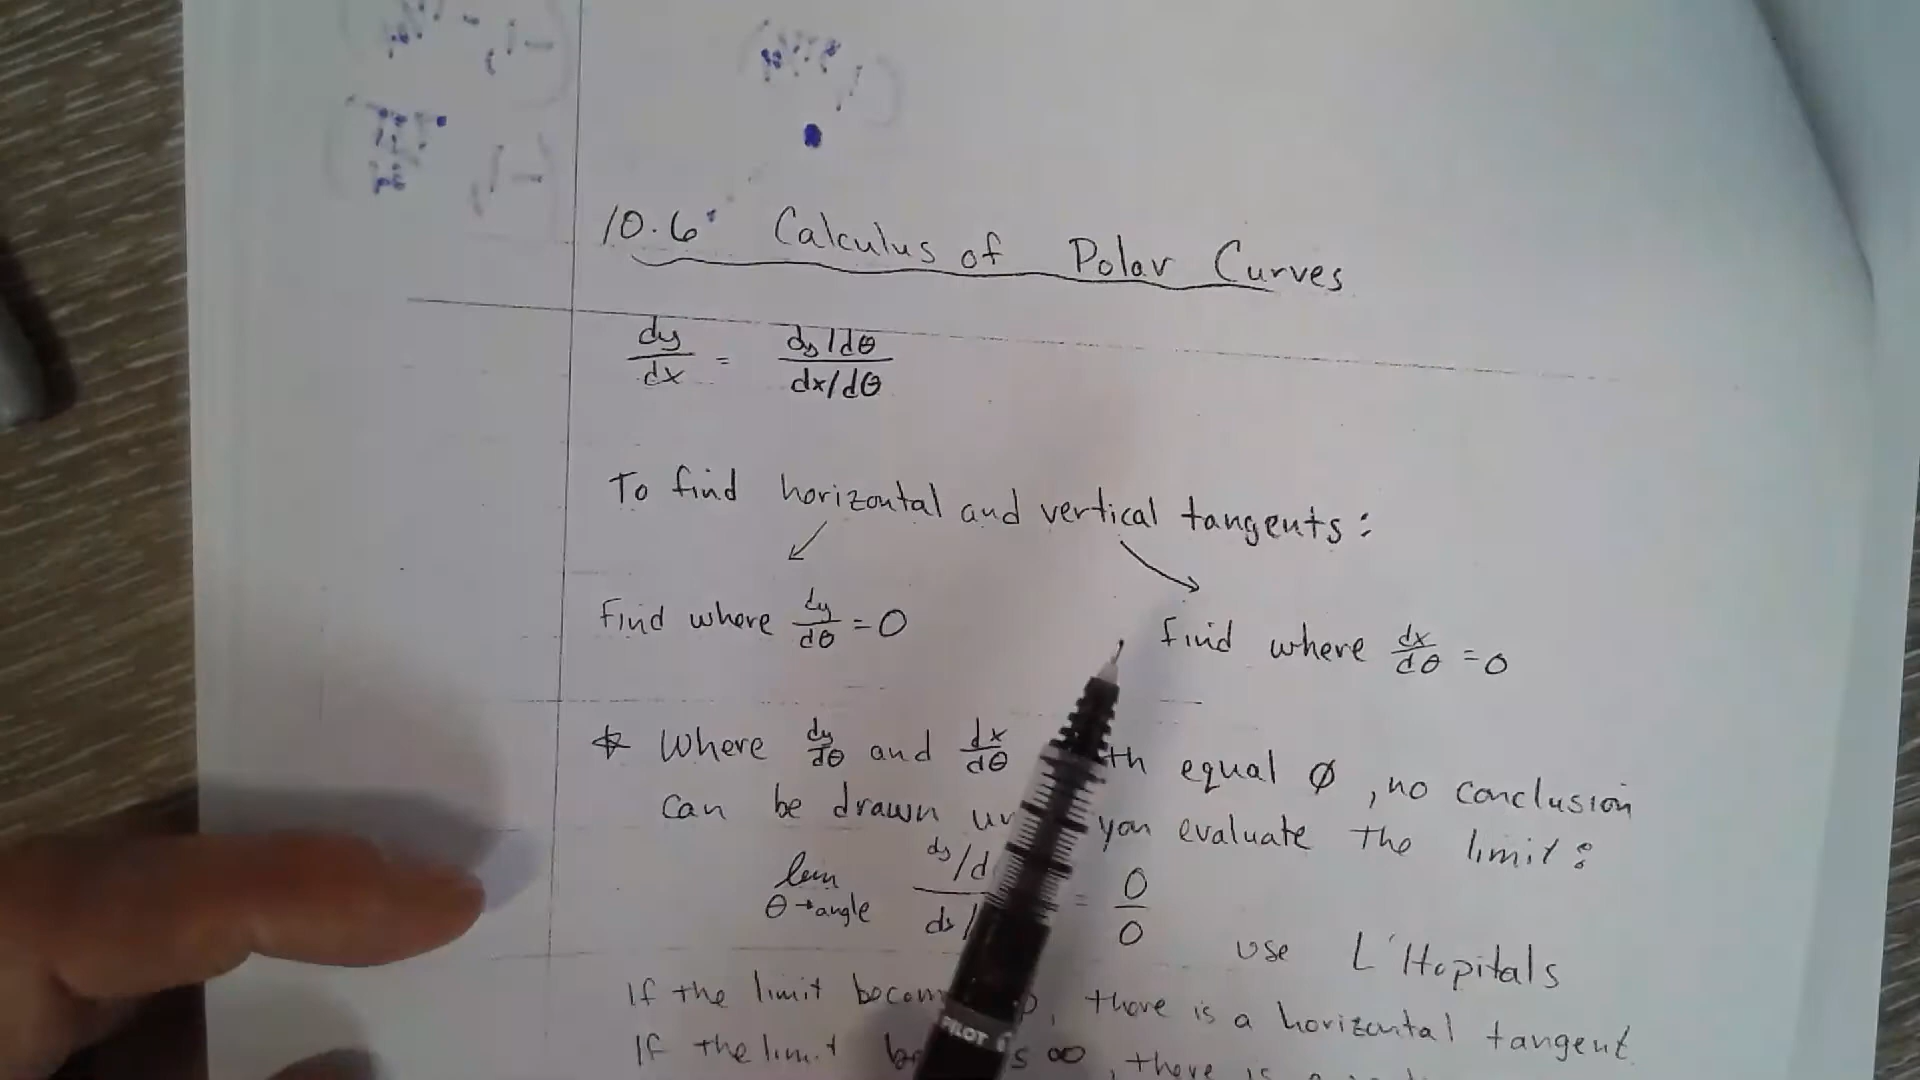 10.6 Calculus of Polar Curves
dy/dx = (dy/dθ)/(dx/dθ)
To find horizontal and vertical tangents:
Find where dy/dθ = 0
find where dx/dθ = 0
* Where dy/dθ and dx/dθ equal Ø, no conclusion
can be drawn you evaluate the limit:
lim θ→angle = 0/0
use L'Hopitals
If the limit there is a horizontal tangent
If the limit ∞, there is a
PILOT